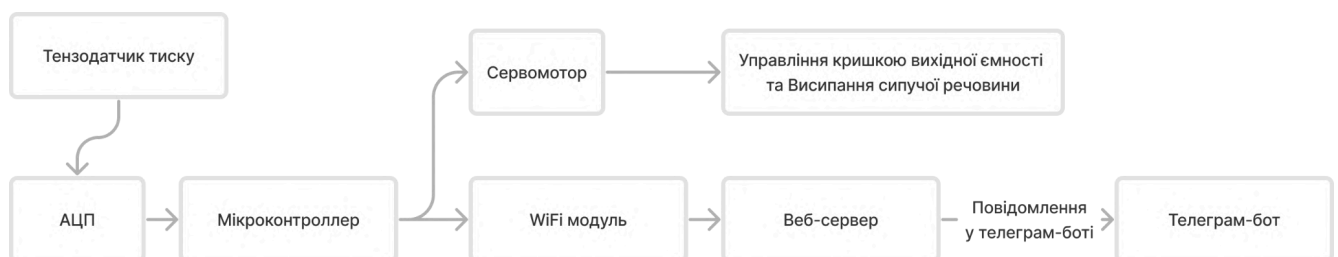 Тензодатчик тиску
Сервомотор
Управління кришкою вихідної ємності
та Висипання сипучої речовини
АЦП
Мікроконтроллер
WiFi модуль
Веб-сервер
Повідомлення
у телеграм-боті
Телеграм-бот